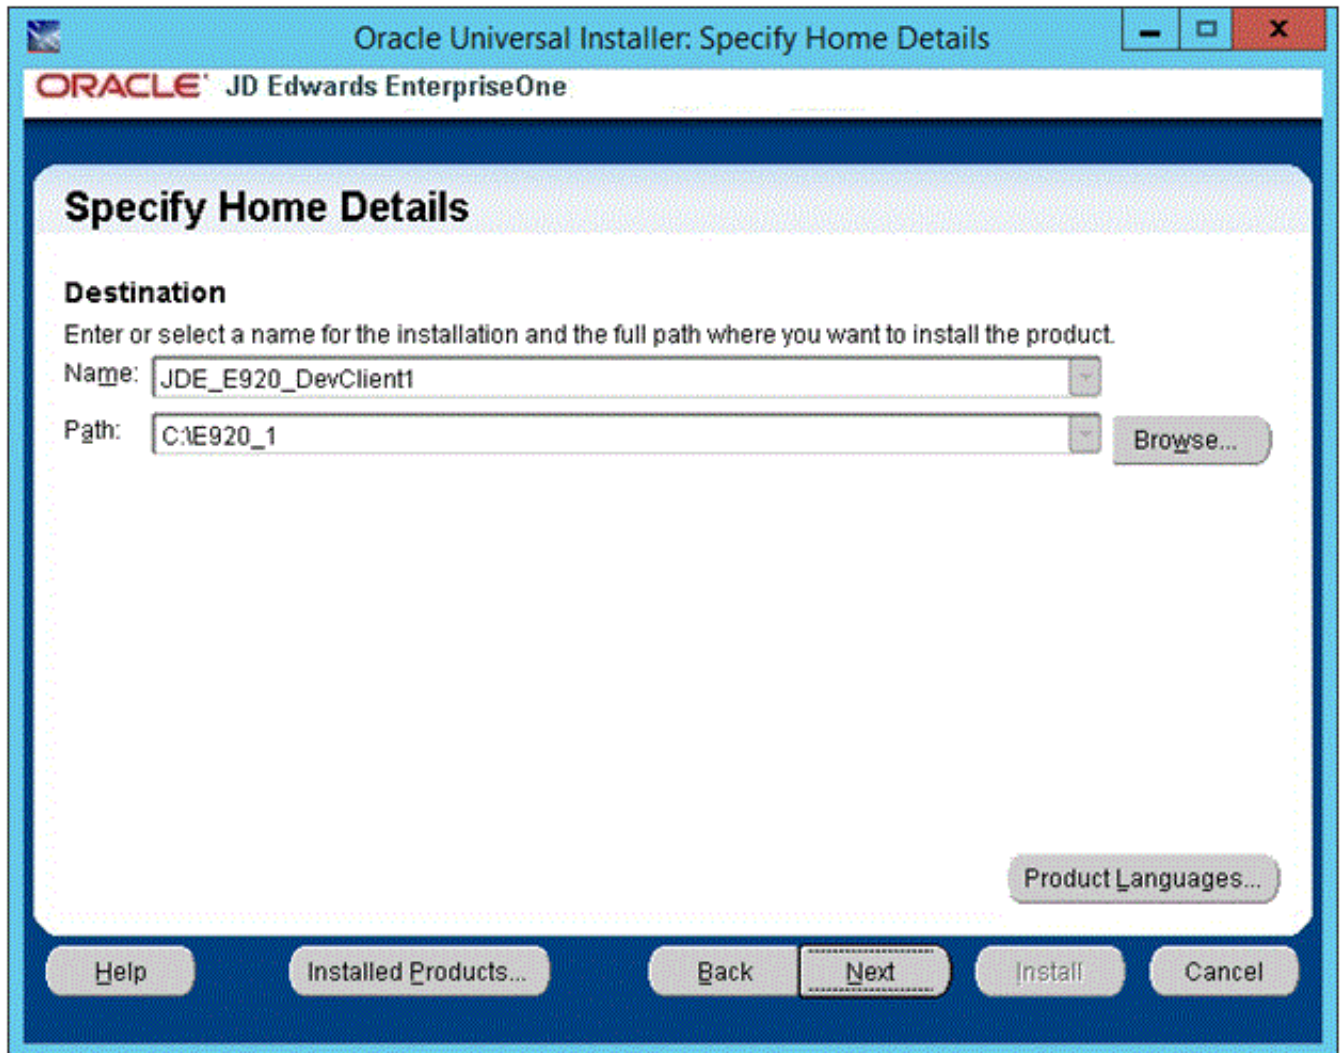 Oracle Universal Installer: Specify Home Details
ORACLE JD Edwards EnterpriseOne
Specify Home Details
Destination
Enter or select a name for the installation and the full path where you want to install the product.
Name: JDE_E920_DevClient1
Path: C:\E920_1 Browse...
Product Languages...
Help Installed Products... Back Next Install Cancel